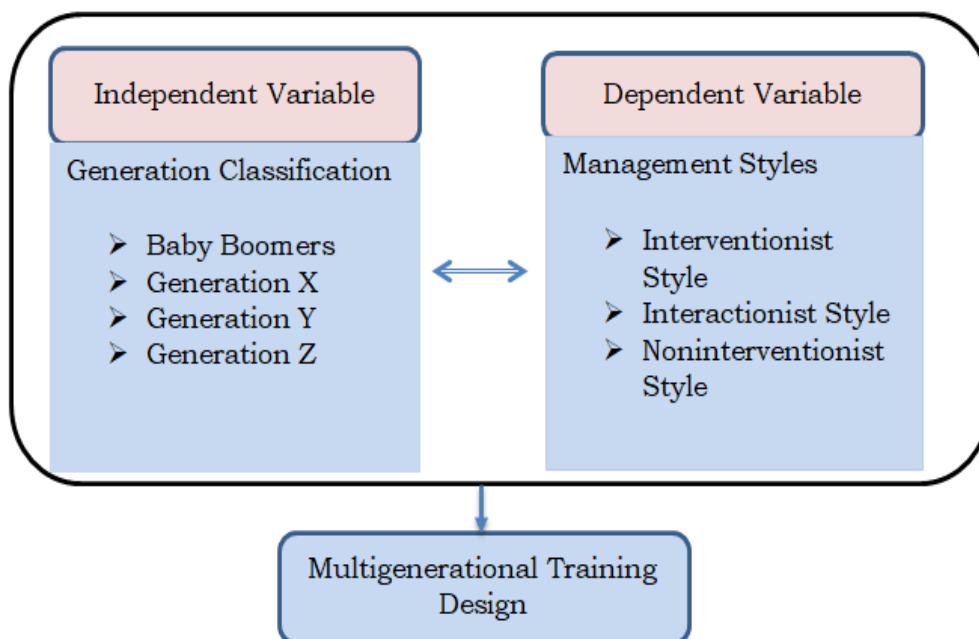 Independent Variable
Generation Classification
➢ Baby Boomers
➢ Generation X
➢ Generation Y
➢ Generation Z
Dependent Variable
Management Styles
➢ Interventionist
Style
➢ Interactionist Style
➢ Noninterventionist
Style
Multigenerational Training
Design